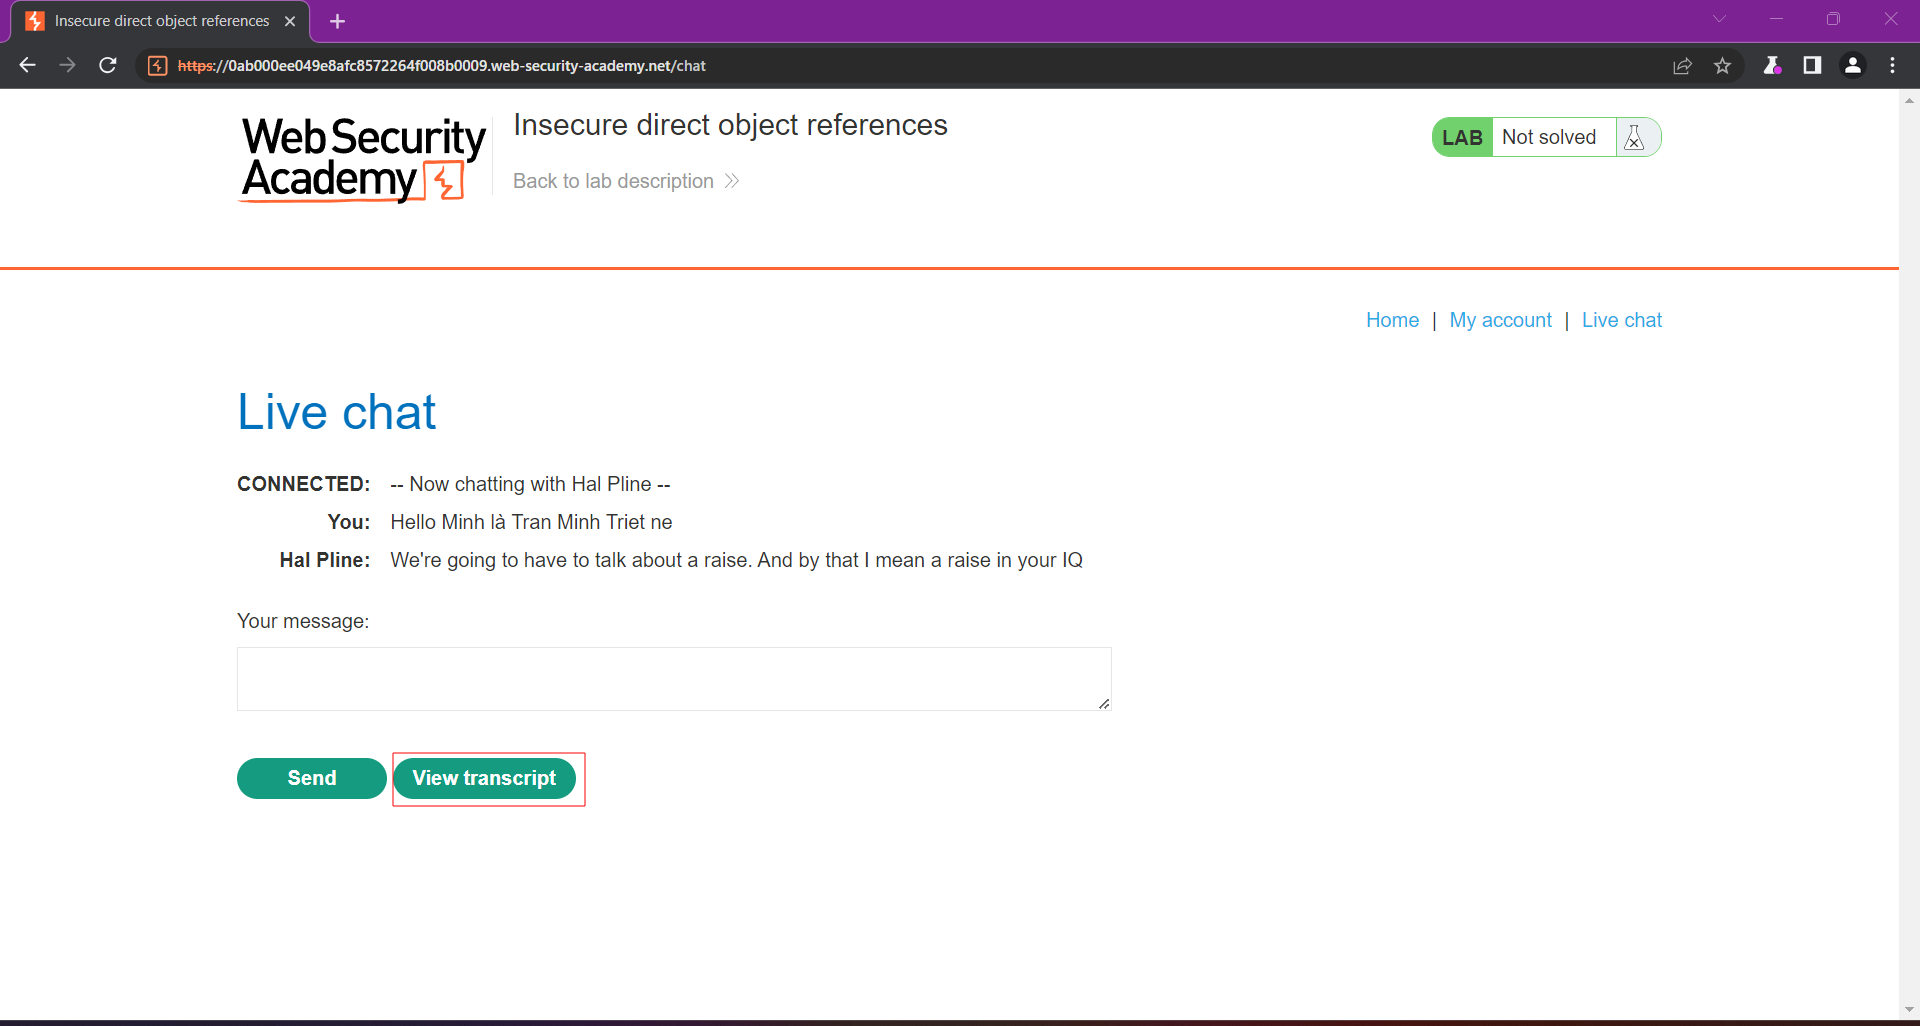 Insecure direct object references
https://0ab000ee049e8afc8572264f008b0009.web-security-academy.net/chat
Web Security
Academy
Insecure direct object references
Back to lab description
LAB Not solved
Home | My account | Live chat
Live chat
CONNECTED: -- Now chatting with Hal Pline --
You: Hello Minh là Tran Minh Triet ne
Hal Pline: We're going to have to talk about a raise. And by that I mean a raise in your IQ
Your message:
Send View transcript